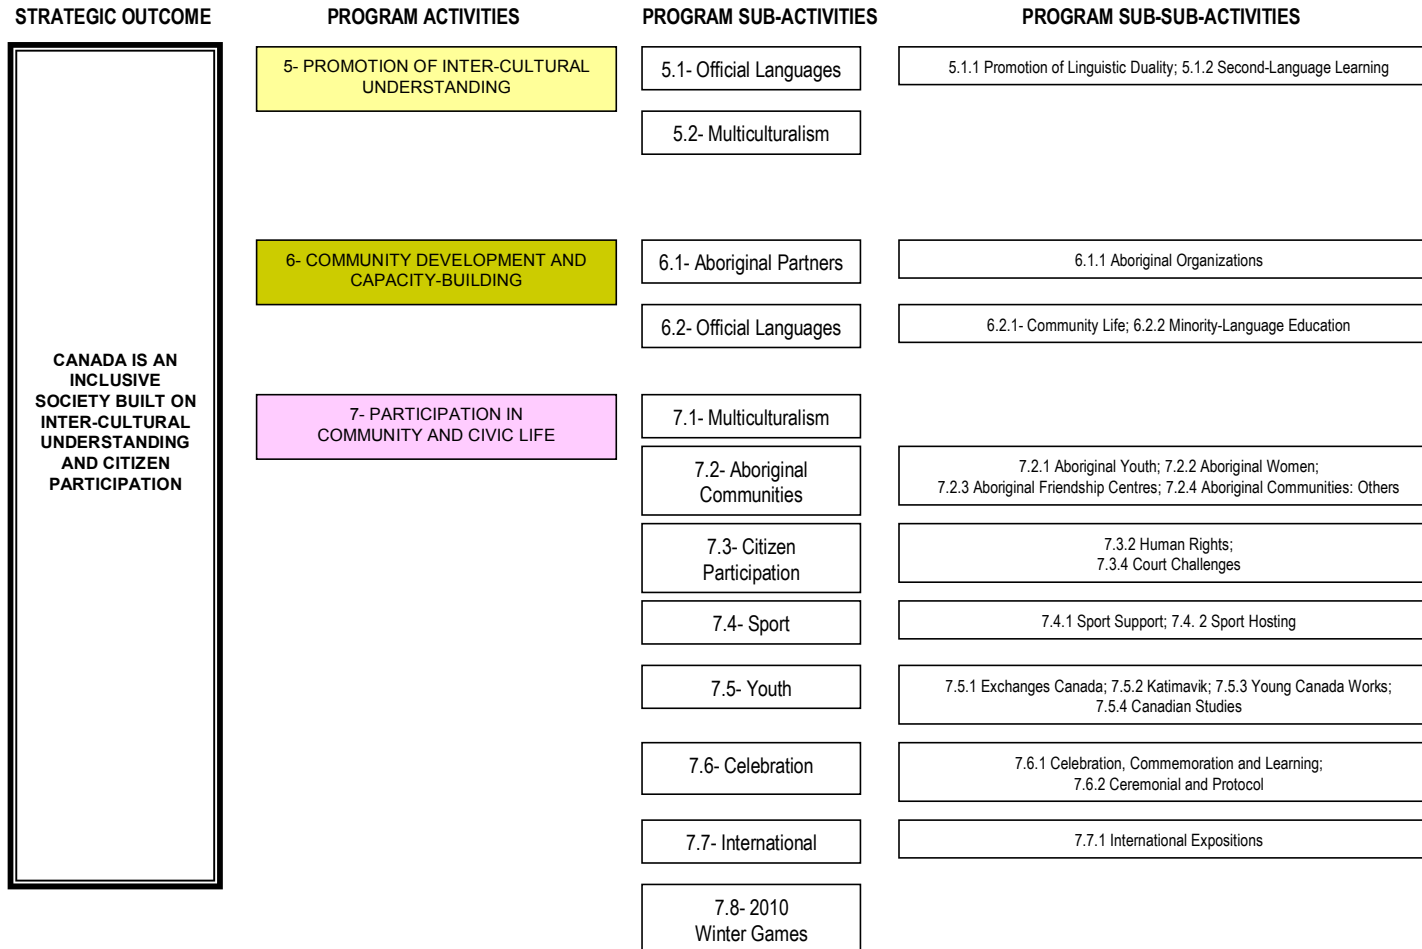 STRATEGIC OUTCOME
PROGRAM ACTIVITIES
PROGRAM SUB-ACTIVITIES
PROGRAM SUB-SUB-ACTIVITIES
CANADA IS AN
INCLUSIVE
SOCIETY BUILT ON
INTER-CULTURAL
UNDERSTANDING
AND CITIZEN
PARTICIPATION
5- PROMOTION OF INTER-CULTURAL
UNDERSTANDING
5.1- Official Languages
5.1.1 Promotion of Linguistic Duality; 5.1.2 Second-Language Learning
5.2- Multiculturalism
6- COMMUNITY DEVELOPMENT AND
CAPACITY-BUILDING
6.1- Aboriginal Partners
6.1.1 Aboriginal Organizations
6.2- Official Languages
6.2.1- Community Life; 6.2.2 Minority-Language Education
7- PARTICIPATION IN
COMMUNITY AND CIVIC LIFE
7.1- Multiculturalism
7.2- Aboriginal
Communities
7.2.1 Aboriginal Youth; 7.2.2 Aboriginal Women;
7.2.3 Aboriginal Friendship Centres; 7.2.4 Aboriginal Communities: Others
7.3- Citizen
Participation
7.3.2 Human Rights;
7.3.4 Court Challenges
7.4- Sport
7.4.1 Sport Support; 7.4. 2 Sport Hosting
7.5- Youth
7.5.1 Exchanges Canada; 7.5.2 Katimavik; 7.5.3 Young Canada Works;
7.5.4 Canadian Studies
7.6- Celebration
7.6.1 Celebration, Commemoration and Learning;
7.6.2 Ceremonial and Protocol
7.7- International
7.7.1 International Expositions
7.8- 2010
Winter Games